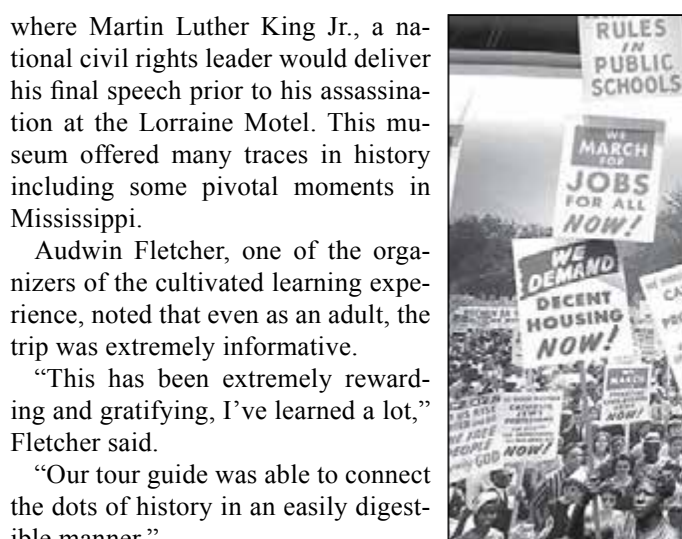 where Martin Luther King Jr., a na-
tional civil rights leader would deliver
his final speech prior to his assassina-
tion at the Lorraine Motel. This mu-
seum offered many traces in history
including some pivotal moments in
Mississippi.
Audwin Fletcher, one of the orga-
nizers of the cultivated learning expe-
rience, noted that even as an adult, the
trip was extremely informative.
“This has been extremely reward-
ing and gratifying, I’ve learned a lot,”
Fletcher said.
“Our tour guide was able to connect
the dots of history in an easily digest-
ible manner.”
RULES
IN
PUBLIC
SCHOOLS
WE
MARCH
FOR
JOBS
FOR ALL
NOW!
WE
DEMAND
DECENT
HOUSING
NOW!
NOW!
NOW!